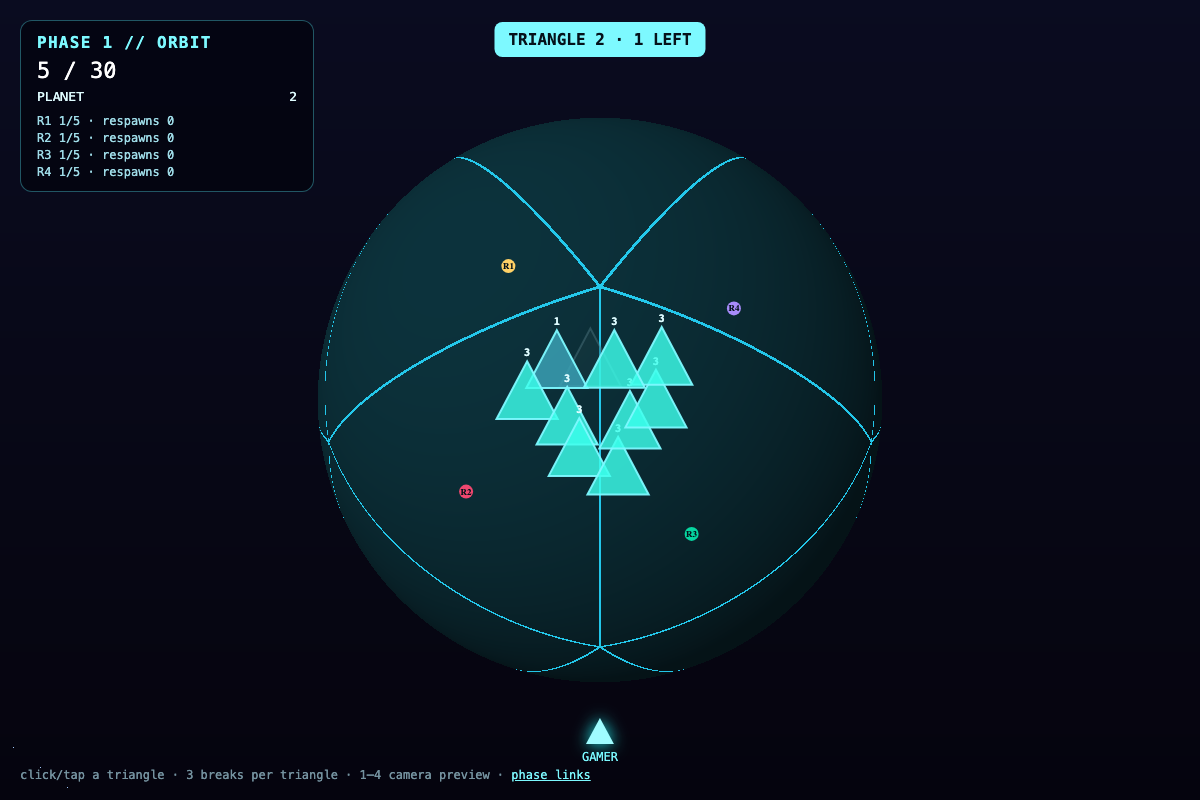 PHASE 1 // ORBIT
5 / 30
PLANET 2
R1 1/5 · respawns 0
R2 1/5 · respawns 0
R3 1/5 · respawns 0
R4 1/5 · respawns 0
TRIANGLE 2 · 1 LEFT
R1
R4
1
3
3
3
3
3
3
3
3
R2
R3
GAMER
click/tap a triangle · 3 breaks per triangle · 1–4 camera preview · phase links